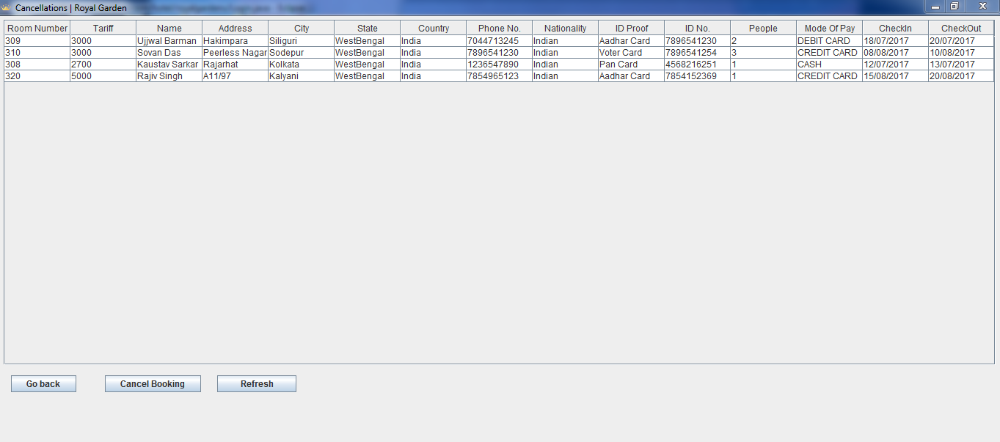 Cancellations | Royal Garden
Room Number Tariff Name Address City State Country Phone No. Nationality ID Proof ID No. People Mode Of Pay CheckIn CheckOut
309 3000 Ujjwal Barman Hakimpara Siliguri WestBengal India 7044713245 Indian Aadhar Card 7896541230 2 DEBIT CARD 18/07/2017 20/07/2017
310 3000 Sovan Das Peerless Nagar Sodepur WestBengal India 7896541230 Indian Voter Card 7896541254 3 CREDIT CARD 08/08/2017 10/08/2017
308 2700 Kaustav Sarkar Rajarhat Kolkata WestBengal India 1236547890 Indian Pan Card 4568216251 1 CASH 12/07/2017 13/07/2017
320 5000 Rajiv Singh A11/97 Kalyani WestBengal India 7854965123 Indian Aadhar Card 7854152369 1 CREDIT CARD 15/08/2017 20/08/2017
Go back Cancel Booking Refresh